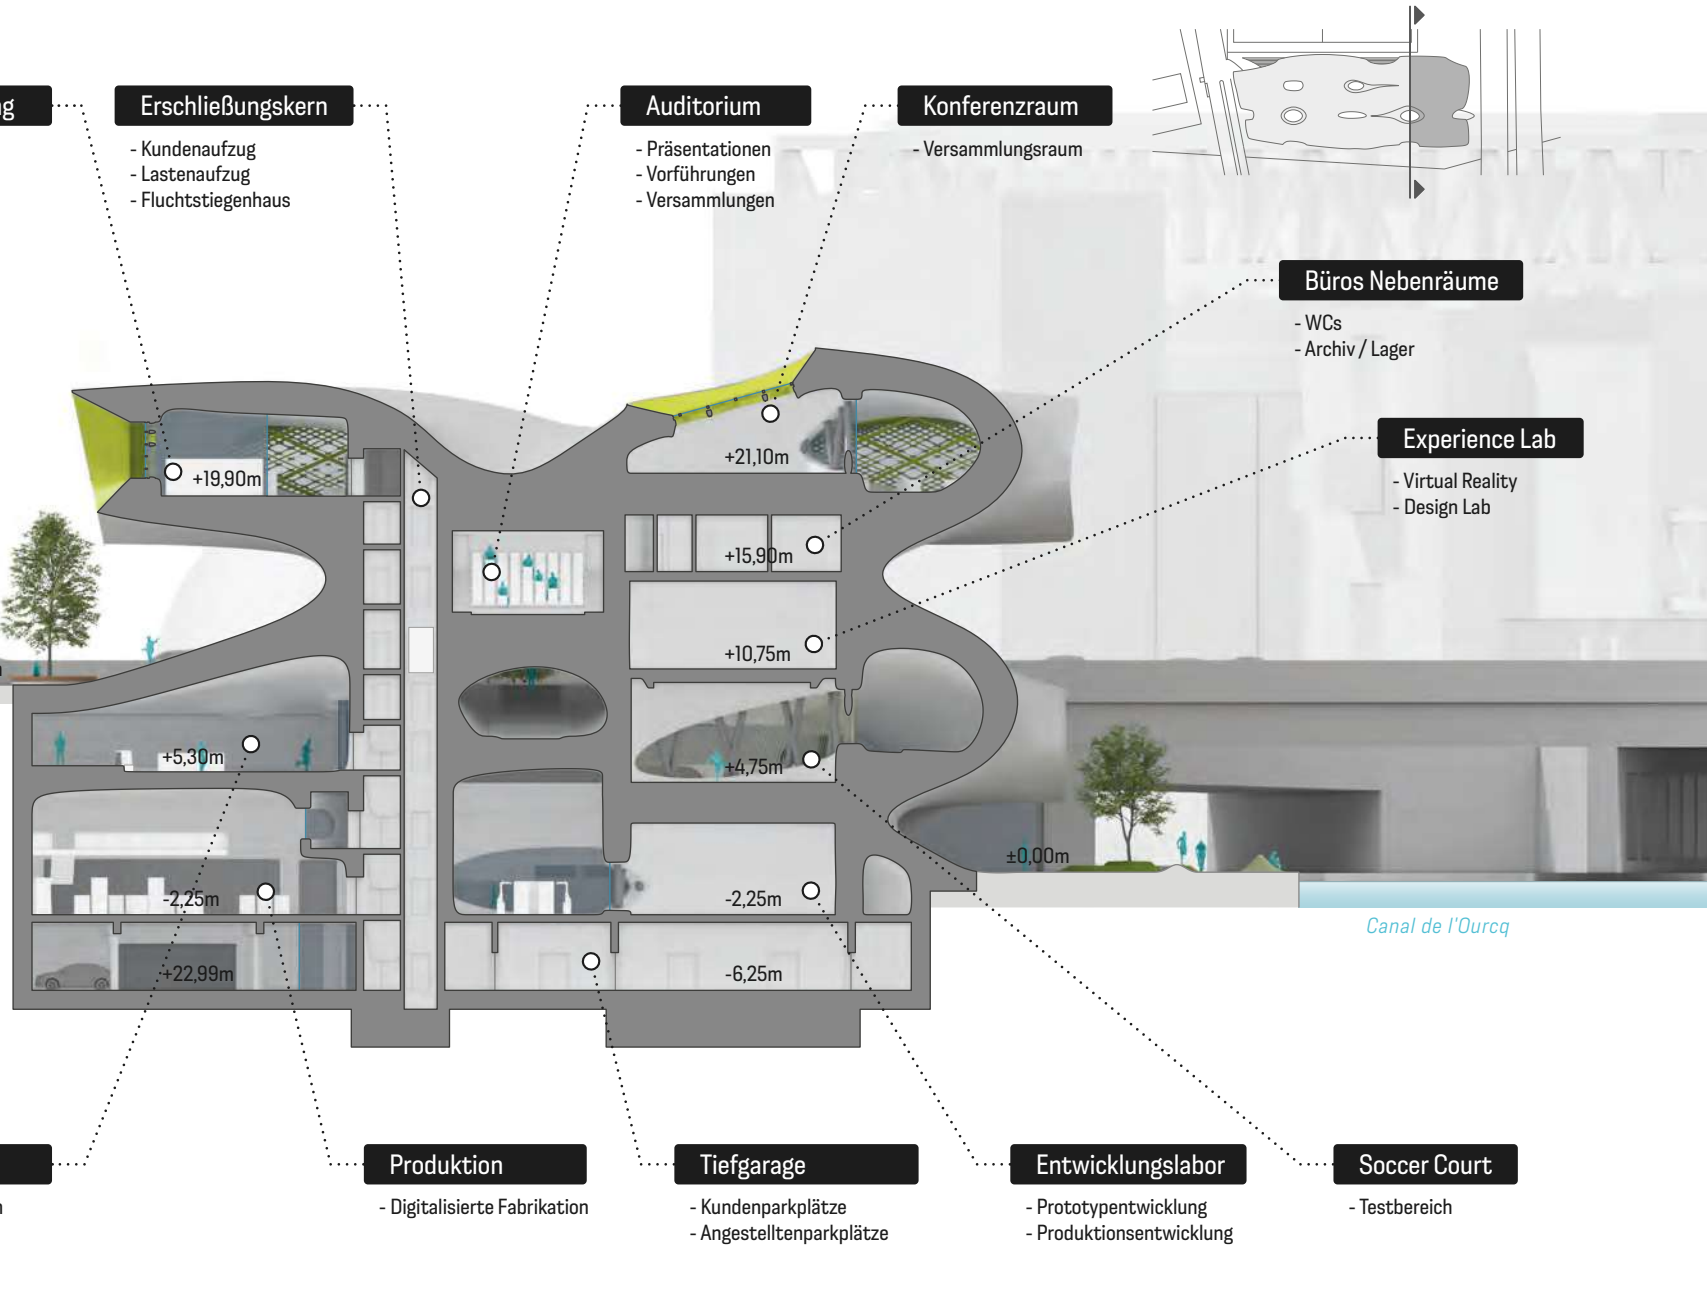 g
Erschließungskern
- Kundenaufzug
- Lastenaufzug
- Fluchtstiegenhaus
Auditorium
- Präsentationen
- Vorführungen
- Versammlungen
Konferenzraum
- Versammlungsraum
Büros Nebenräume
- WCs
- Archiv / Lager
Experience Lab
- Virtual Reality
- Design Lab
+19,90m
+21,10m
+15,90m
+10,75m
+5,30m
+4,75m
±0,00m
-2,25m
-2,25m
+22,99m
-6,25m
Canal de l'Ourcq
Produktion
- Digitalisierte Fabrikation
Tiefgarage
- Kundenparkplätze
- Angestelltenparkplätze
Entwicklungslabor
- Prototypentwicklung
- Produktionsentwicklung
Soccer Court
- Testbereich